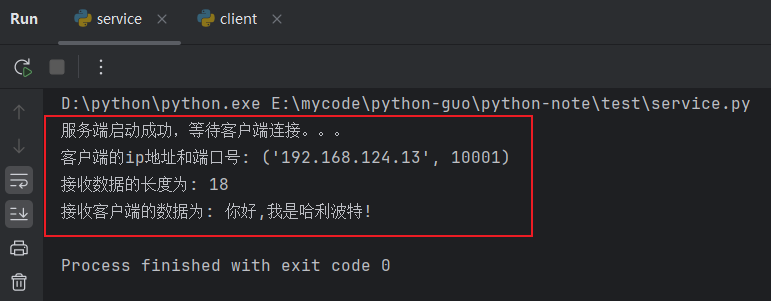 Run service client
D:\python\python.exe E:\mycode\python-guo\python-note\test\service.py
服务端启动成功，等待客户端连接。。。
客户端的ip地址和端口号: ('192.168.124.13', 10001)
接收数据的长度为: 18
接收客户端的数据为: 你好,我是哈利波特!
Process finished with exit code 0